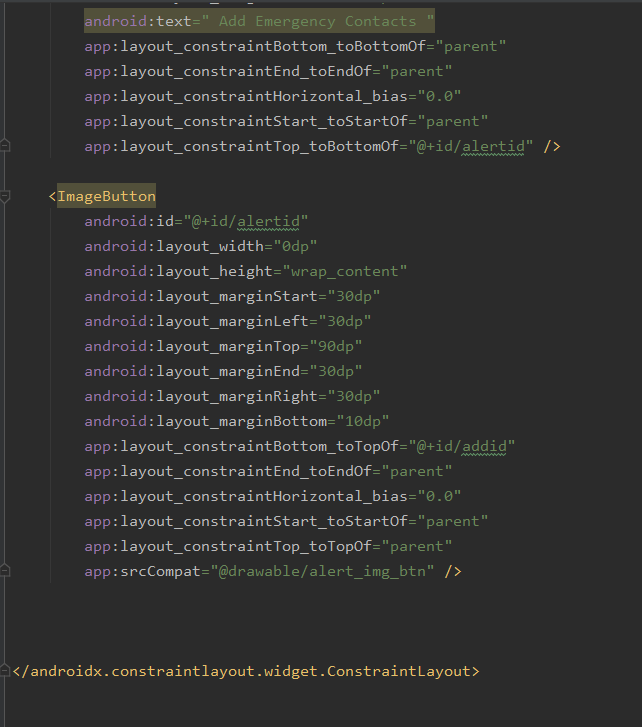 android:text=" Add Emergency Contacts "
app:layout_constraintBottom_toBottomOf="parent"
app:layout_constraintEnd_toEndOf="parent"
app:layout_constraintHorizontal_bias="0.0"
app:layout_constraintStart_toStartOf="parent"
app:layout_constraintTop_toBottomOf="@+id/alertid" />
<ImageButton
android:id="@+id/alertid"
android:layout_width="0dp"
android:layout_height="wrap_content"
android:layout_marginStart="30dp"
android:layout_marginLeft="30dp"
android:layout_marginTop="90dp"
android:layout_marginEnd="30dp"
android:layout_marginRight="30dp"
android:layout_marginBottom="10dp"
app:layout_constraintBottom_toTopOf="@+id/addid"
app:layout_constraintEnd_toEndOf="parent"
app:layout_constraintHorizontal_bias="0.0"
app:layout_constraintStart_toStartOf="parent"
app:layout_constraintTop_toTopOf="parent"
app:srcCompat="@drawable/alert_img_btn" />
</androidx.constraintlayout.widget.ConstraintLayout>